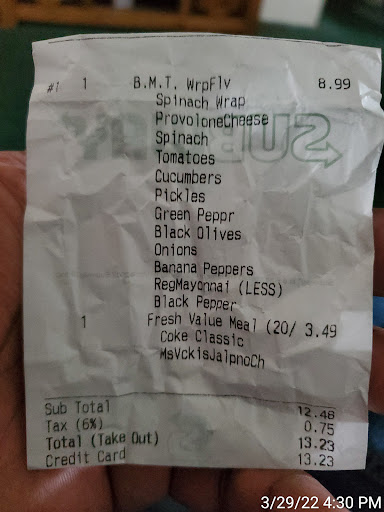 #1 1 B.M.T. WrpFlv 8.99
Spinach Wrap
ProvoloneCheese
Spinach
Tomatoes
Cucumbers
Pickles
Green Peppr
Black Olives
Onions
Banana Peppers
RegMayonnai (LESS)
Black Pepper
1 Fresh Value Meal (20/ 3.49
Coke Classic
MsVckisJalpnoCh
Sub Total 12.48
Tax (6%) 0.75
Total (Take Out) 13.23
Credit Card 13.23
3/29/22 4:30 PM